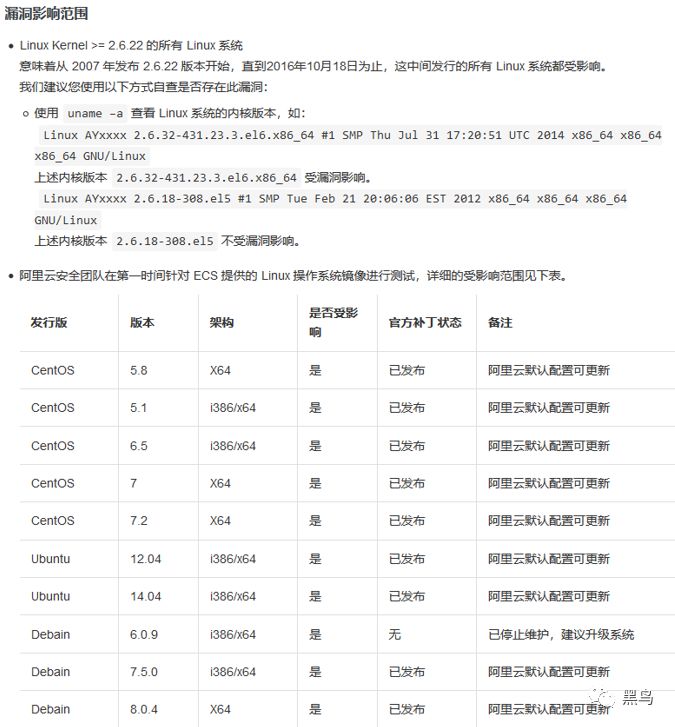 漏洞影响范围
Linux Kernel >= 2.6.22 的所有 Linux 系统
意味着从 2007 年发布 2.6.22 版本开始，直到2016年10月18日为止，这中间发行的所有 Linux 系统都受影响。
我们建议您使用以下方式自查是否存在此漏洞：
使用 uname -a 查看 Linux 系统的内核版本，如：
Linux AYxxxx 2.6.32-431.23.3.el6.x86_64 #1 SMP Thu Jul 31 17:20:51 UTC 2014 x86_64 x86_64
x86_64 GNU/Linux
上述内核版本 2.6.32-431.23.3.el6.x86_64 受漏洞影响。
Linux AYxxxx 2.6.18-308.el5 #1 SMP Tue Feb 21 20:06:06 EST 2012 x86_64 x86_64 x86_64
GNU/Linux
上述内核版本 2.6.18-308.el5 不受漏洞影响。
阿里云安全团队在第一时间针对 ECS 提供的 Linux 操作系统镜像进行测试，详细的受影响范围见下表。
发行版 版本 架构 是否受影响 官方补丁状态 备注
CentOS 5.8 X64 是 已发布 阿里云默认配置可更新
CentOS 5.1 i386/x64 是 已发布 阿里云默认配置可更新
CentOS 6.5 i386/x64 是 已发布 阿里云默认配置可更新
CentOS 7 X64 是 已发布 阿里云默认配置可更新
CentOS 7.2 X64 是 已发布 阿里云默认配置可更新
Ubuntu 12.04 i386/x64 是 已发布 阿里云默认配置可更新
Ubuntu 14.04 i386/x64 是 已发布 阿里云默认配置可更新
Debain 6.0.9 i386/x64 是 无 已停止维护，建议升级系统
Debain 7.5.0 i386/x64 是 已发布 阿里云默认配置可更新
Debain 8.0.4 X64 是 已发布 阿里云默认配置可更新
黑鸟